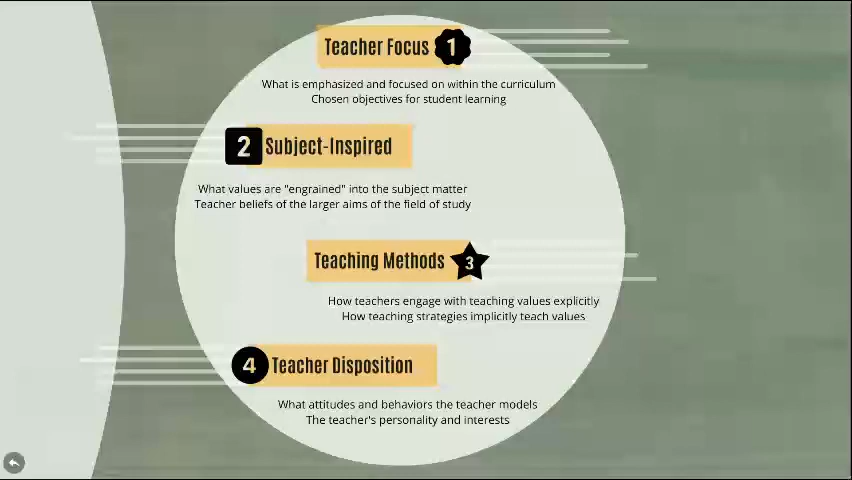 Teacher Focus 1
What is emphasized and focused on within the curriculum
Chosen objectives for student learning
2 Subject-Inspired
What values are "engrained" into the subject matter
Teacher beliefs of the larger aims of the field of study
Teaching Methods 3
How teachers engage with teaching values explicitly
How teaching strategies implicitly teach values
4 Teacher Disposition
What attitudes and behaviors the teacher models
The teacher's personality and interests